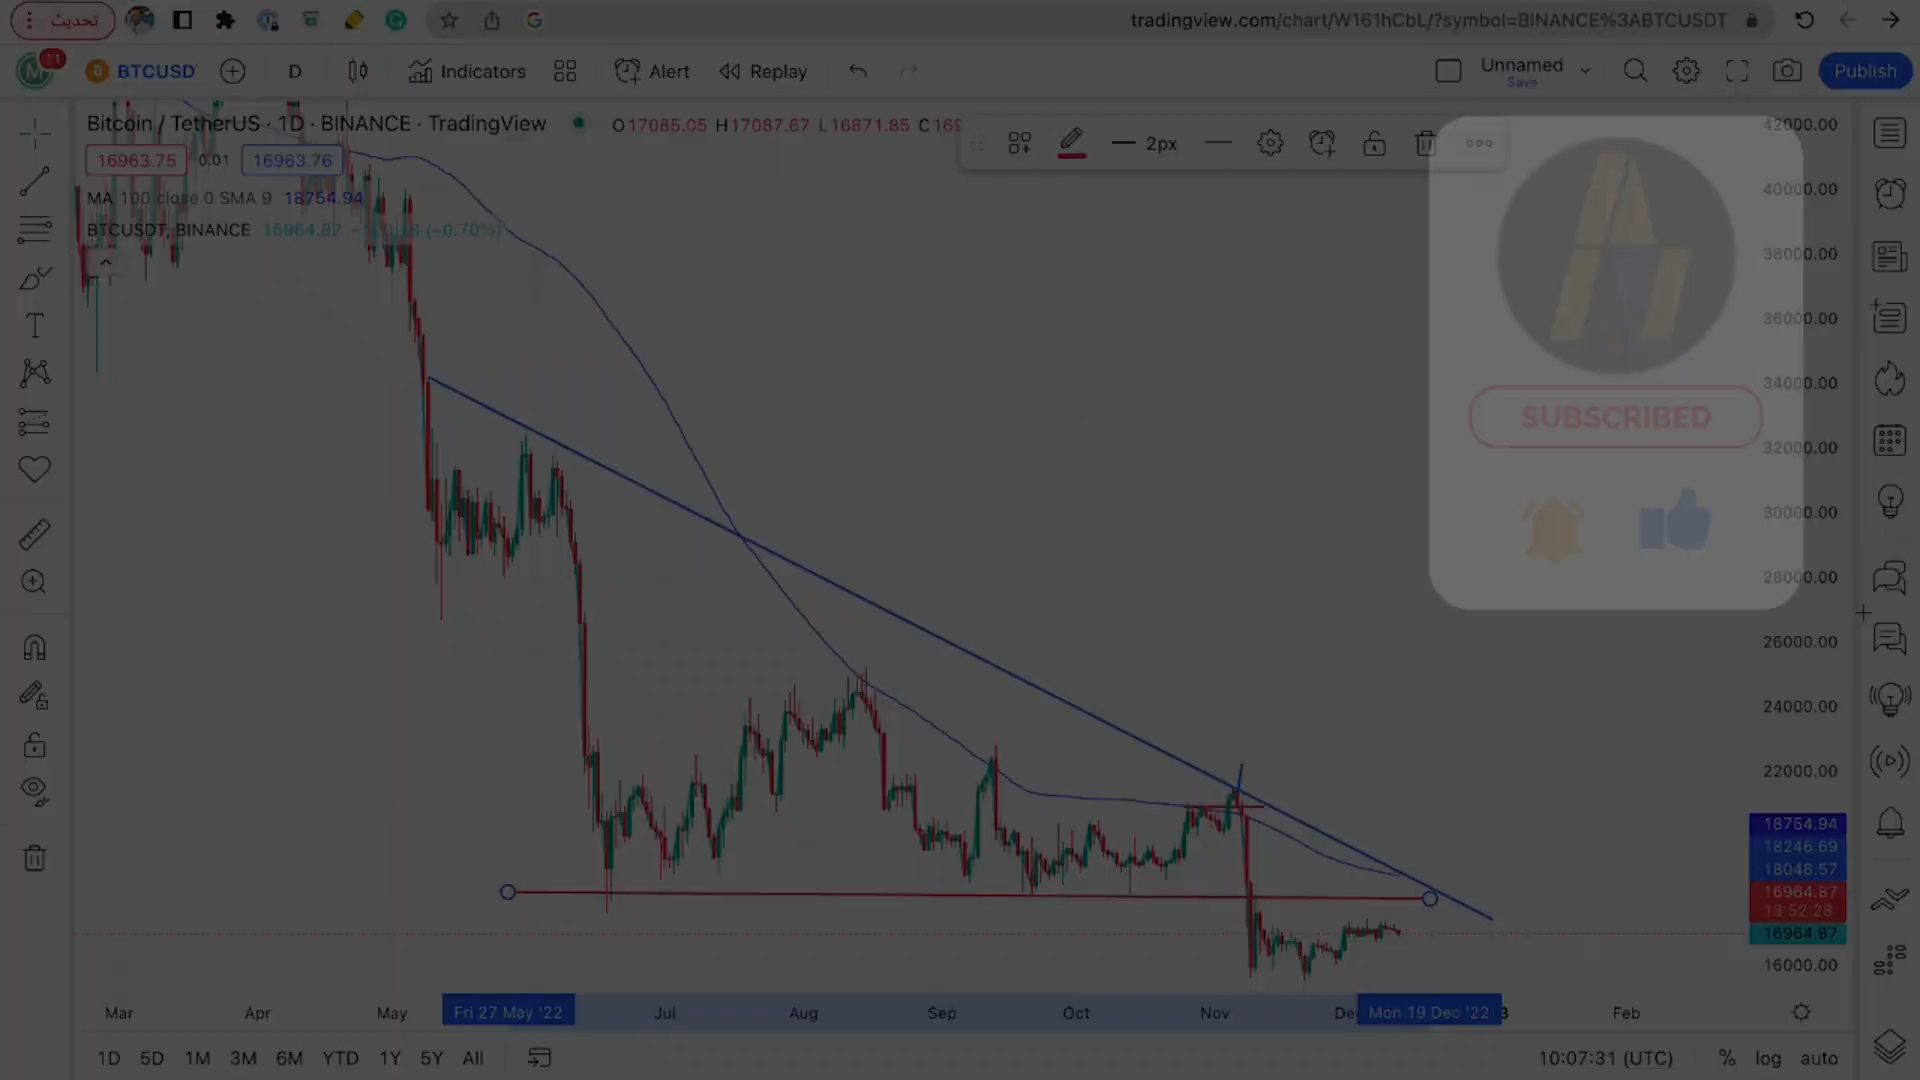 تحديث
tradingview.com/chart/W161hCbL/?symbol=BINANCE%3ABTCUSDT
11
M
BTCUSD
D
Indicators
Alert
Replay
Unnamed
Save
Publish
Bitcoin / TetherUS · 1D · BINANCE · TradingView
O17085.05 H17087.67 L16871.85 C169
2px
16963.75 0.01 16963.76
MA 100 close 0 SMA 9 18754.94
BTCUSDT, BINANCE 16964.87 (−0.70%)
SUBSCRIBED
42000.00
40000.00
38000.00
36000.00
34000.00
32000.00
30000.00
28000.00
26000.00
24000.00
22000.00
18754.94
18246.69
18048.57
16964.87
13:52:28
16964.87
16000.00
Mar Apr May Fri 27 May '22 Jul Aug Sep Oct Nov De Mon 19 Dec '22 3 Feb
1D 5D 1M 3M 6M YTD 1Y 5Y All
10:07:31 (UTC) % log auto